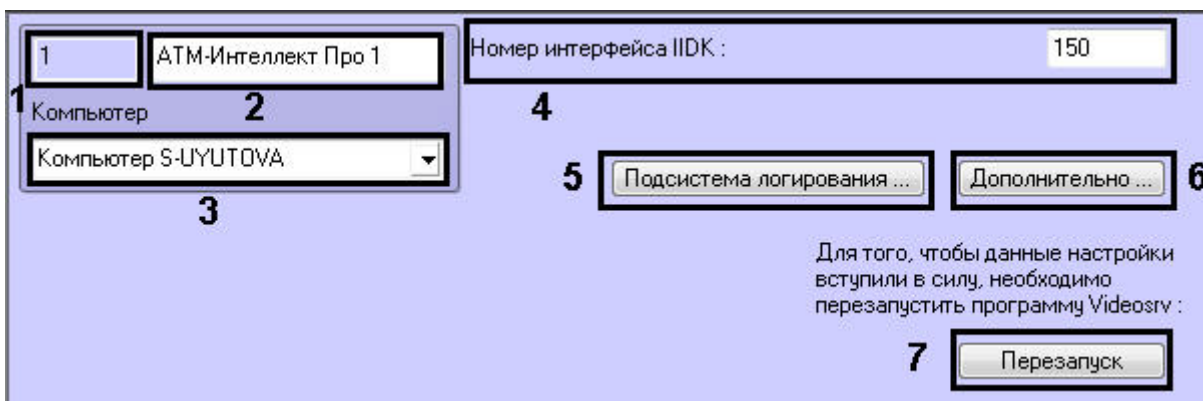 1
АТМ-Интеллект Про 1
1
2
Компьютер
Компьютер S-UYUTOVA
3
Номер интерфейса IIDK :
150
4
5
Подсистема логирования ...
Дополнительно ...
6
Для того, чтобы данные настройки
вступили в силу, необходимо
перезапустить программу Videosrv :
7
Перезапуск